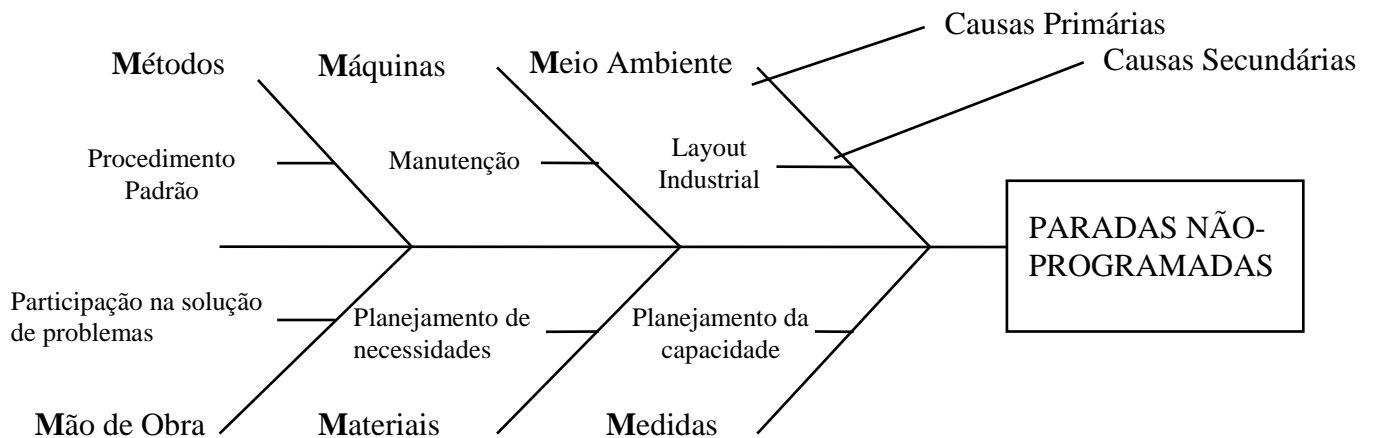 Causas Primárias
Causas Secundárias
Métodos
Máquinas
Meio Ambiente
Procedimento
Padrão
Manutenção
Layout
Industrial
PARADAS NÃO-
PROGRAMADAS
Participação na solução
de problemas
Planejamento de
necessidades
Planejamento da
capacidade
Mão de Obra
Materiais
Medidas